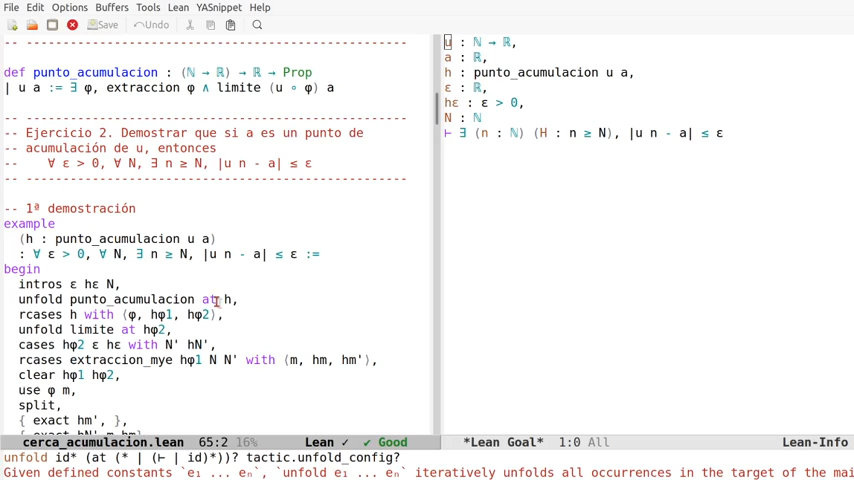 File Edit Options Buffers Tools Lean YASnippet Help
Save Undo
-- -----------------------------------------------------
def punto_acumulacion : (ℕ → ℝ) → ℝ → Prop
| u a := ∃ φ, extraccion φ ∧ limite (u ∘ φ) a
-- -----------------------------------------------------
-- Ejercicio 2. Demostrar que si a es un punto de
-- acumulación de u, entonces
--    ∀ ε > 0, ∀ N, ∃ n ≥ N, |u n - a| ≤ ε
-- -----------------------------------------------------
-- 1ª demostración
example
(h : punto_acumulacion u a)
: ∀ ε > 0, ∀ N, ∃ n ≥ N, |u n - a| ≤ ε :=
begin
intros ε hε N,
unfold punto_acumulacion at h,
rcases h with ⟨φ, hφ1, hφ2⟩,
unfold limite at hφ2,
cases hφ2 ε hε with N' hN',
rcases extraccion_mye hφ1 N N' with ⟨m, hm, hm'⟩,
clear hφ1 hφ2,
use φ m,
split,
{ exact hm', },
{ exact hN' m hm
u : ℕ → ℝ,
a : ℝ,
h : punto_acumulacion u a,
ε : ℝ,
hε : ε > 0,
N : ℕ
⊢ ∃ (n : ℕ) (H : n ≥ N), |u n - a| ≤ ε
cerca_acumulacion.lean 65:2 16% Lean ✓ ✔ Good
*Lean Goal* 1:0 All Lean-Info
unfold id* (at (* | (⊢ | id)*))? tactic.unfold_config?
Given defined constants `e₁ ... eₙ`, `unfold e₁ ... eₙ` iteratively unfolds all occurrences in the target of the mai